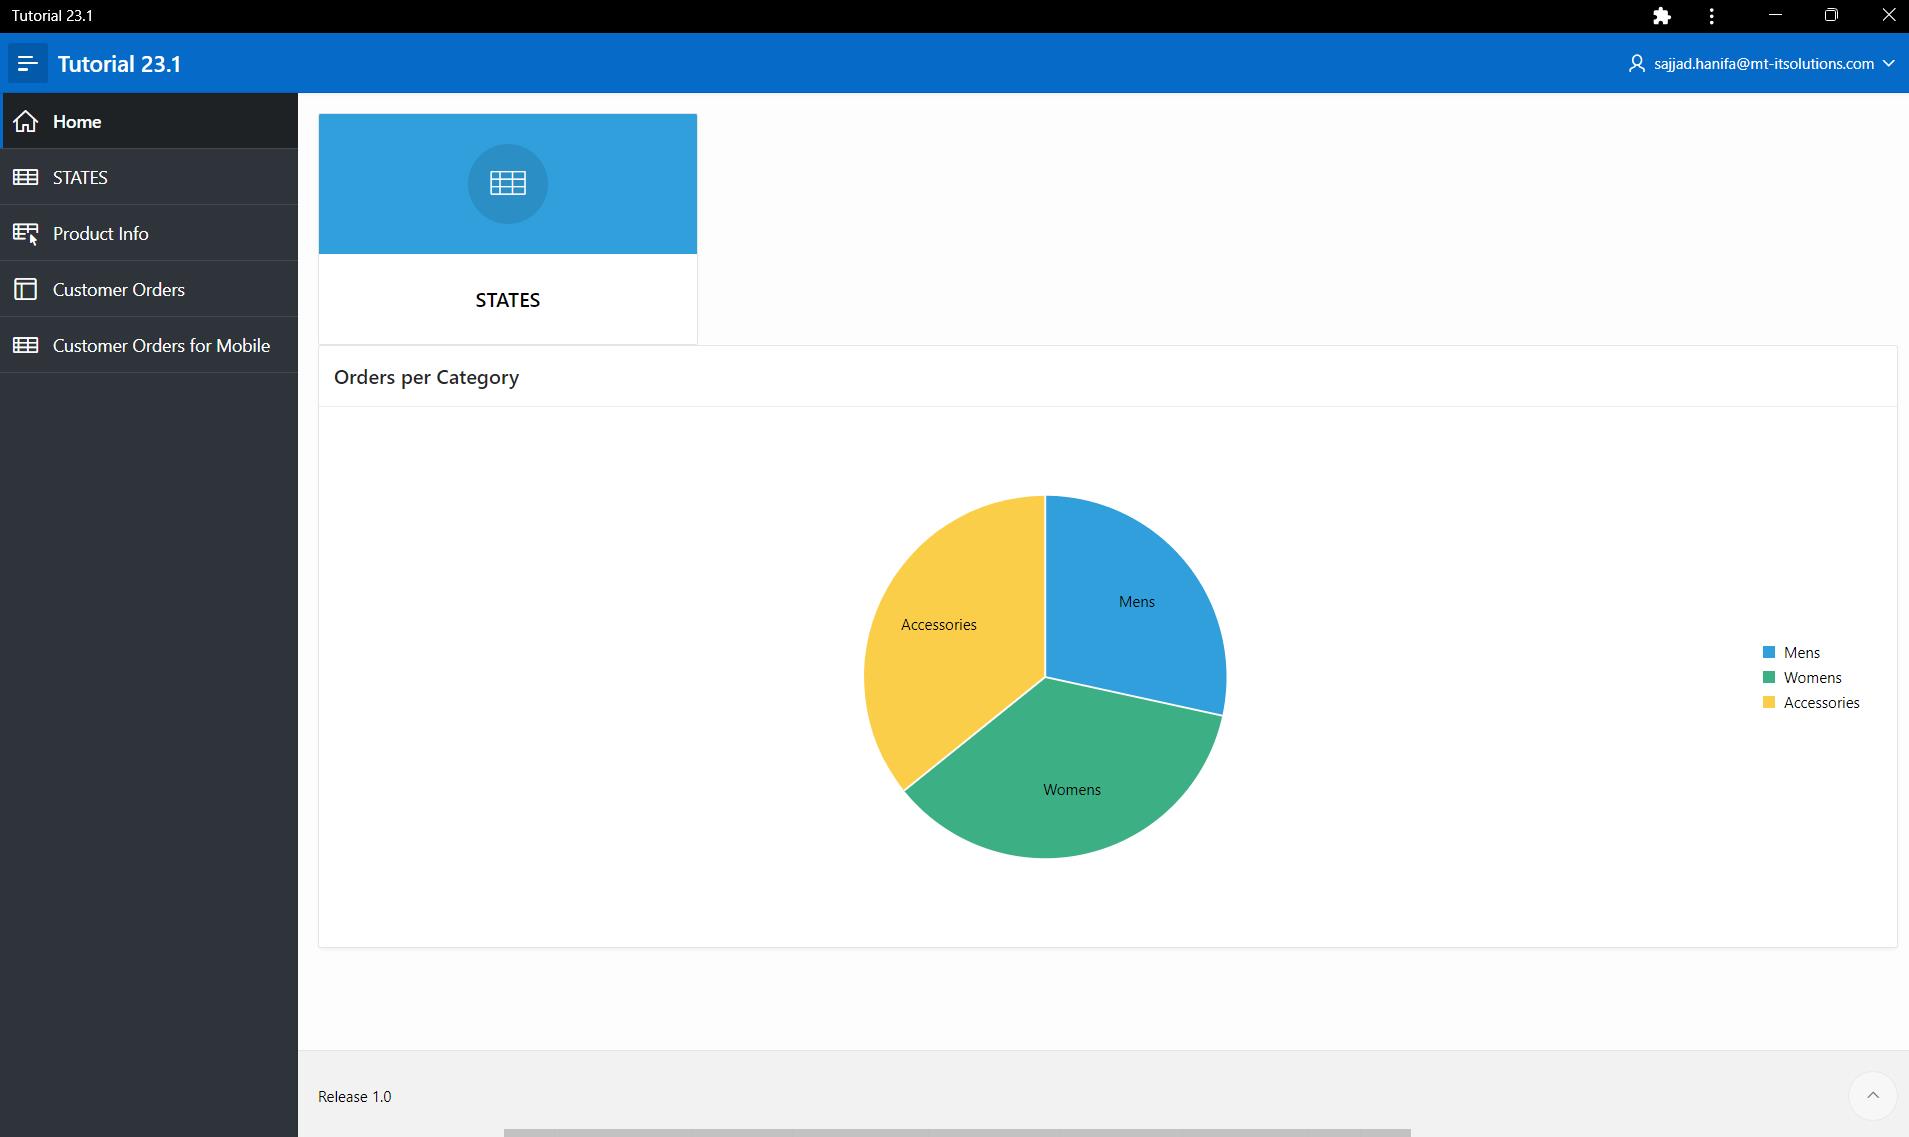 Tutorial 23.1
Tutorial 23.1
sajjad.hanifa@mt-itsolutions.com
Home
STATES
Product Info
Customer Orders
Customer Orders for Mobile
STATES
Orders per Category
Mens
Accessories
Womens
Mens
Womens
Accessories
Release 1.0